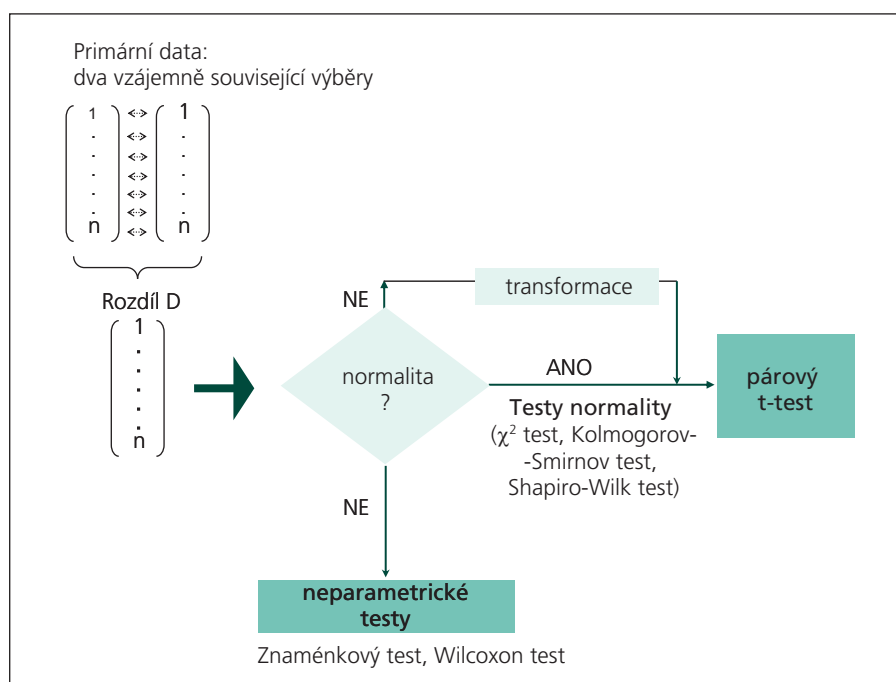 Primární data:
dva vzájemně související výběry
1 <··> 1
. <··> .
. <··> .
. <··> .
. <··> .
. <··> .
n <··> n
Rozdíl D
1
.
.
.
.
.
n
NE
transformace
normalita
?
ANO
párový
t-test
Testy normality
(χ² test, Kolmogorov-
-Smirnov test,
Shapiro-Wilk test)
NE
neparametrické
testy
Znaménkový test, Wilcoxon test